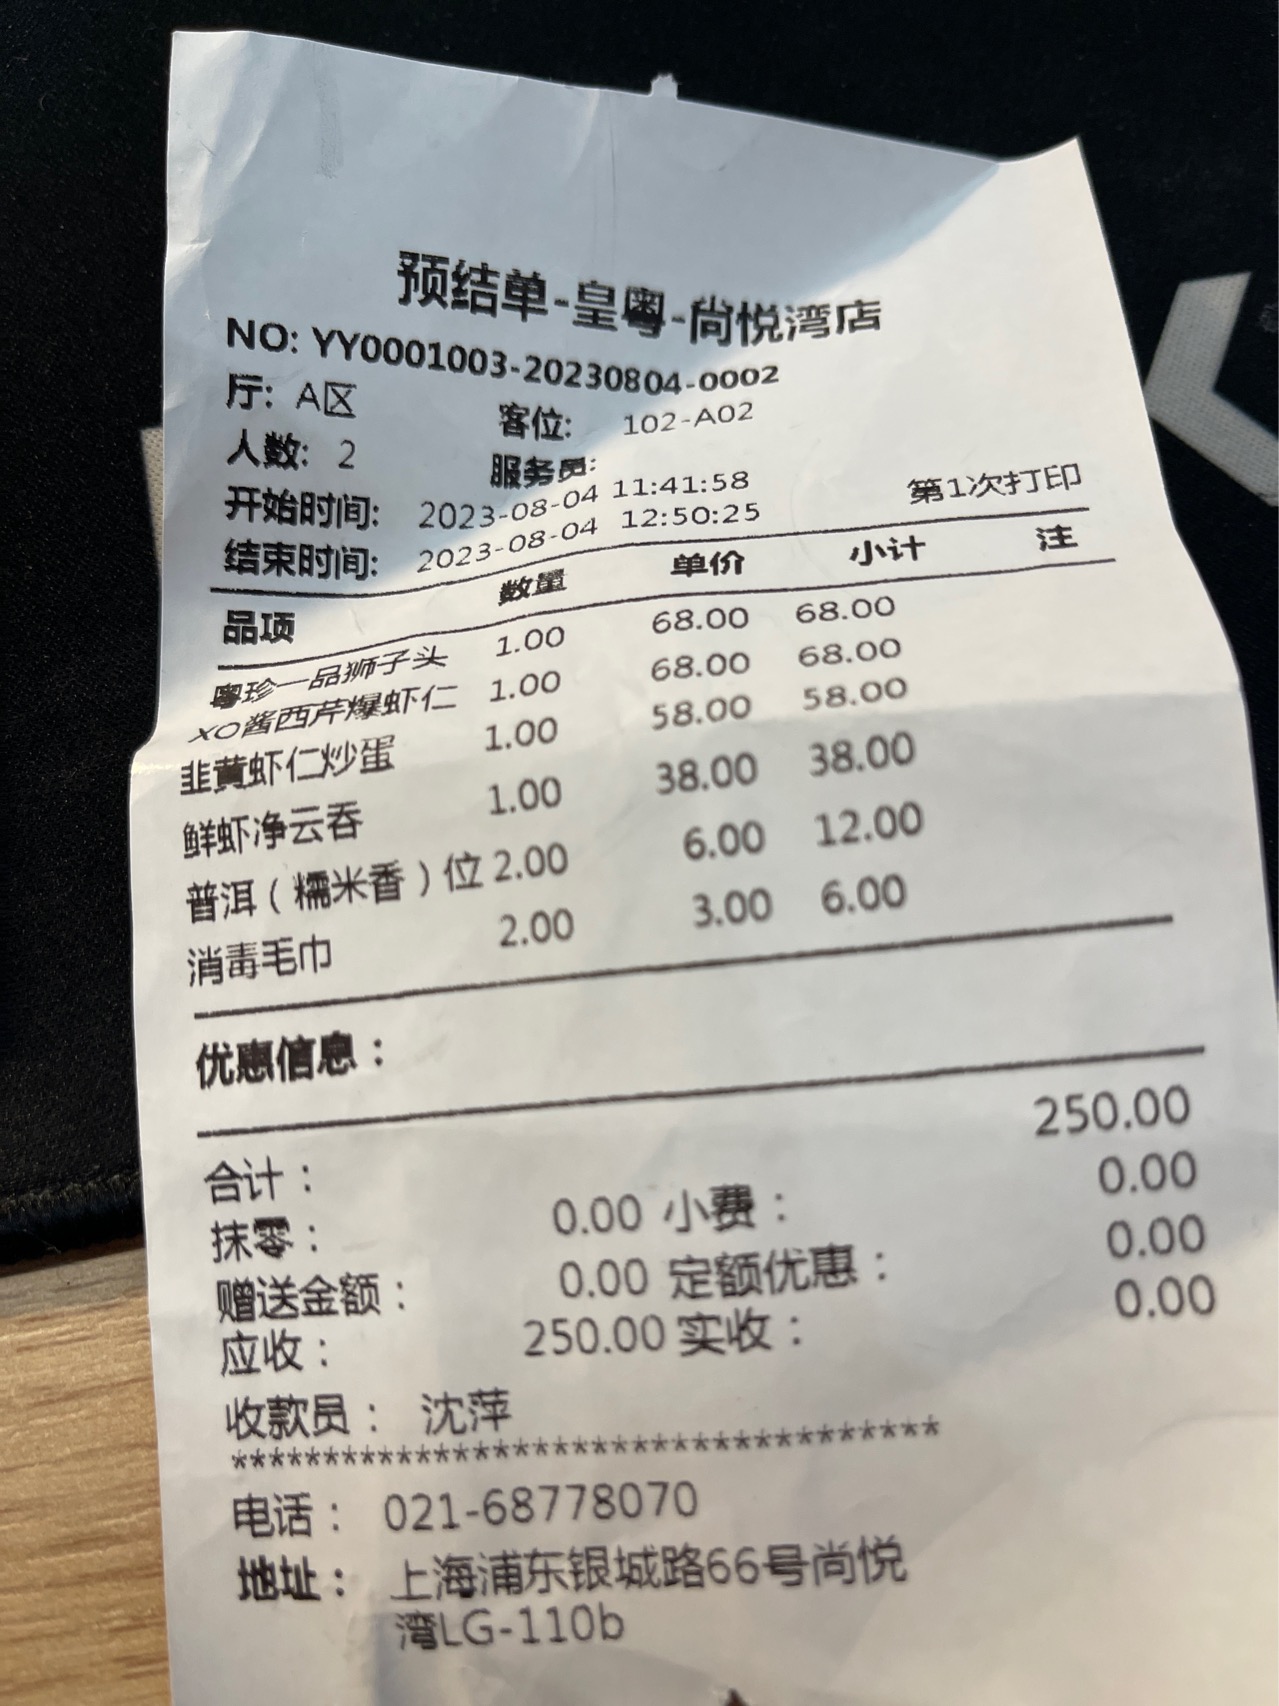 预结单-皇粤-尚悦湾店
NO: YY0001003-20230804-0002
厅: A区 客位: 102-A02
人数: 2 服务员:
开始时间: 2023-08-04 11:41:58
结束时间: 2023-08-04 12:50:25 第1次打印
品项 数量 单价 小计 注
粤珍一品狮子头 1.00 68.00 68.00
XO酱西芹爆虾仁 1.00 68.00 68.00
韭黄虾仁炒蛋 1.00 58.00 58.00
鲜虾净云吞 1.00 38.00 38.00
普洱（糯米香）位 2.00 6.00 12.00
消毒毛巾 2.00 3.00 6.00
优惠信息：
合计： 250.00
抹零： 0.00 小费： 0.00
赠送金额： 0.00 定额优惠： 0.00
应收： 250.00 实收： 0.00
收款员： 沈萍
***************************************
电话： 021-68778070
地址： 上海浦东银城路66号尚悦
湾LG-110b